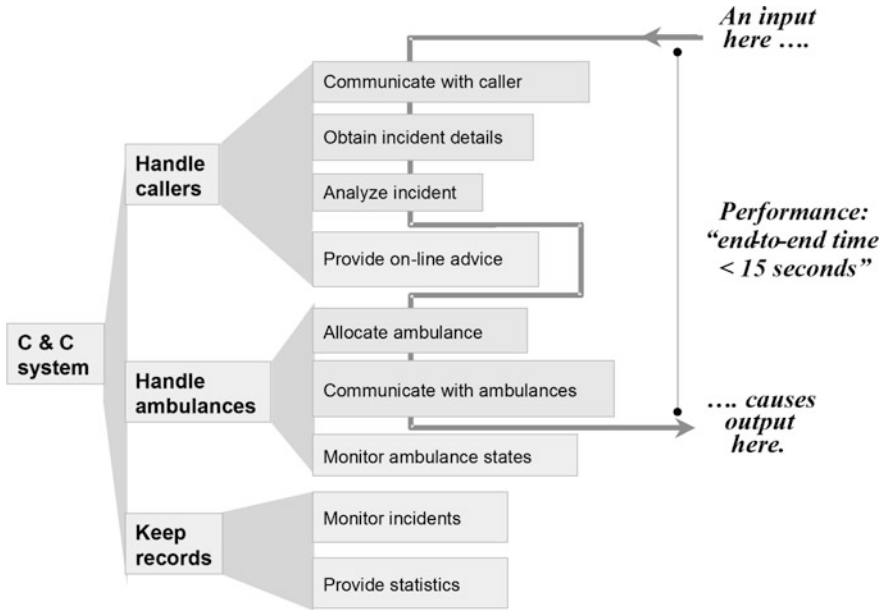 An input
here ....
Communicate with caller
Obtain incident details
Handle
callers
Analyze incident
Provide on-line advice
Performance:
“end-to-end time
< 15 seconds”
C & C
system
Allocate ambulance
Handle
ambulances
Communicate with ambulances
.... causes
output
here.
Monitor ambulance states
Keep
records
Monitor incidents
Provide statistics